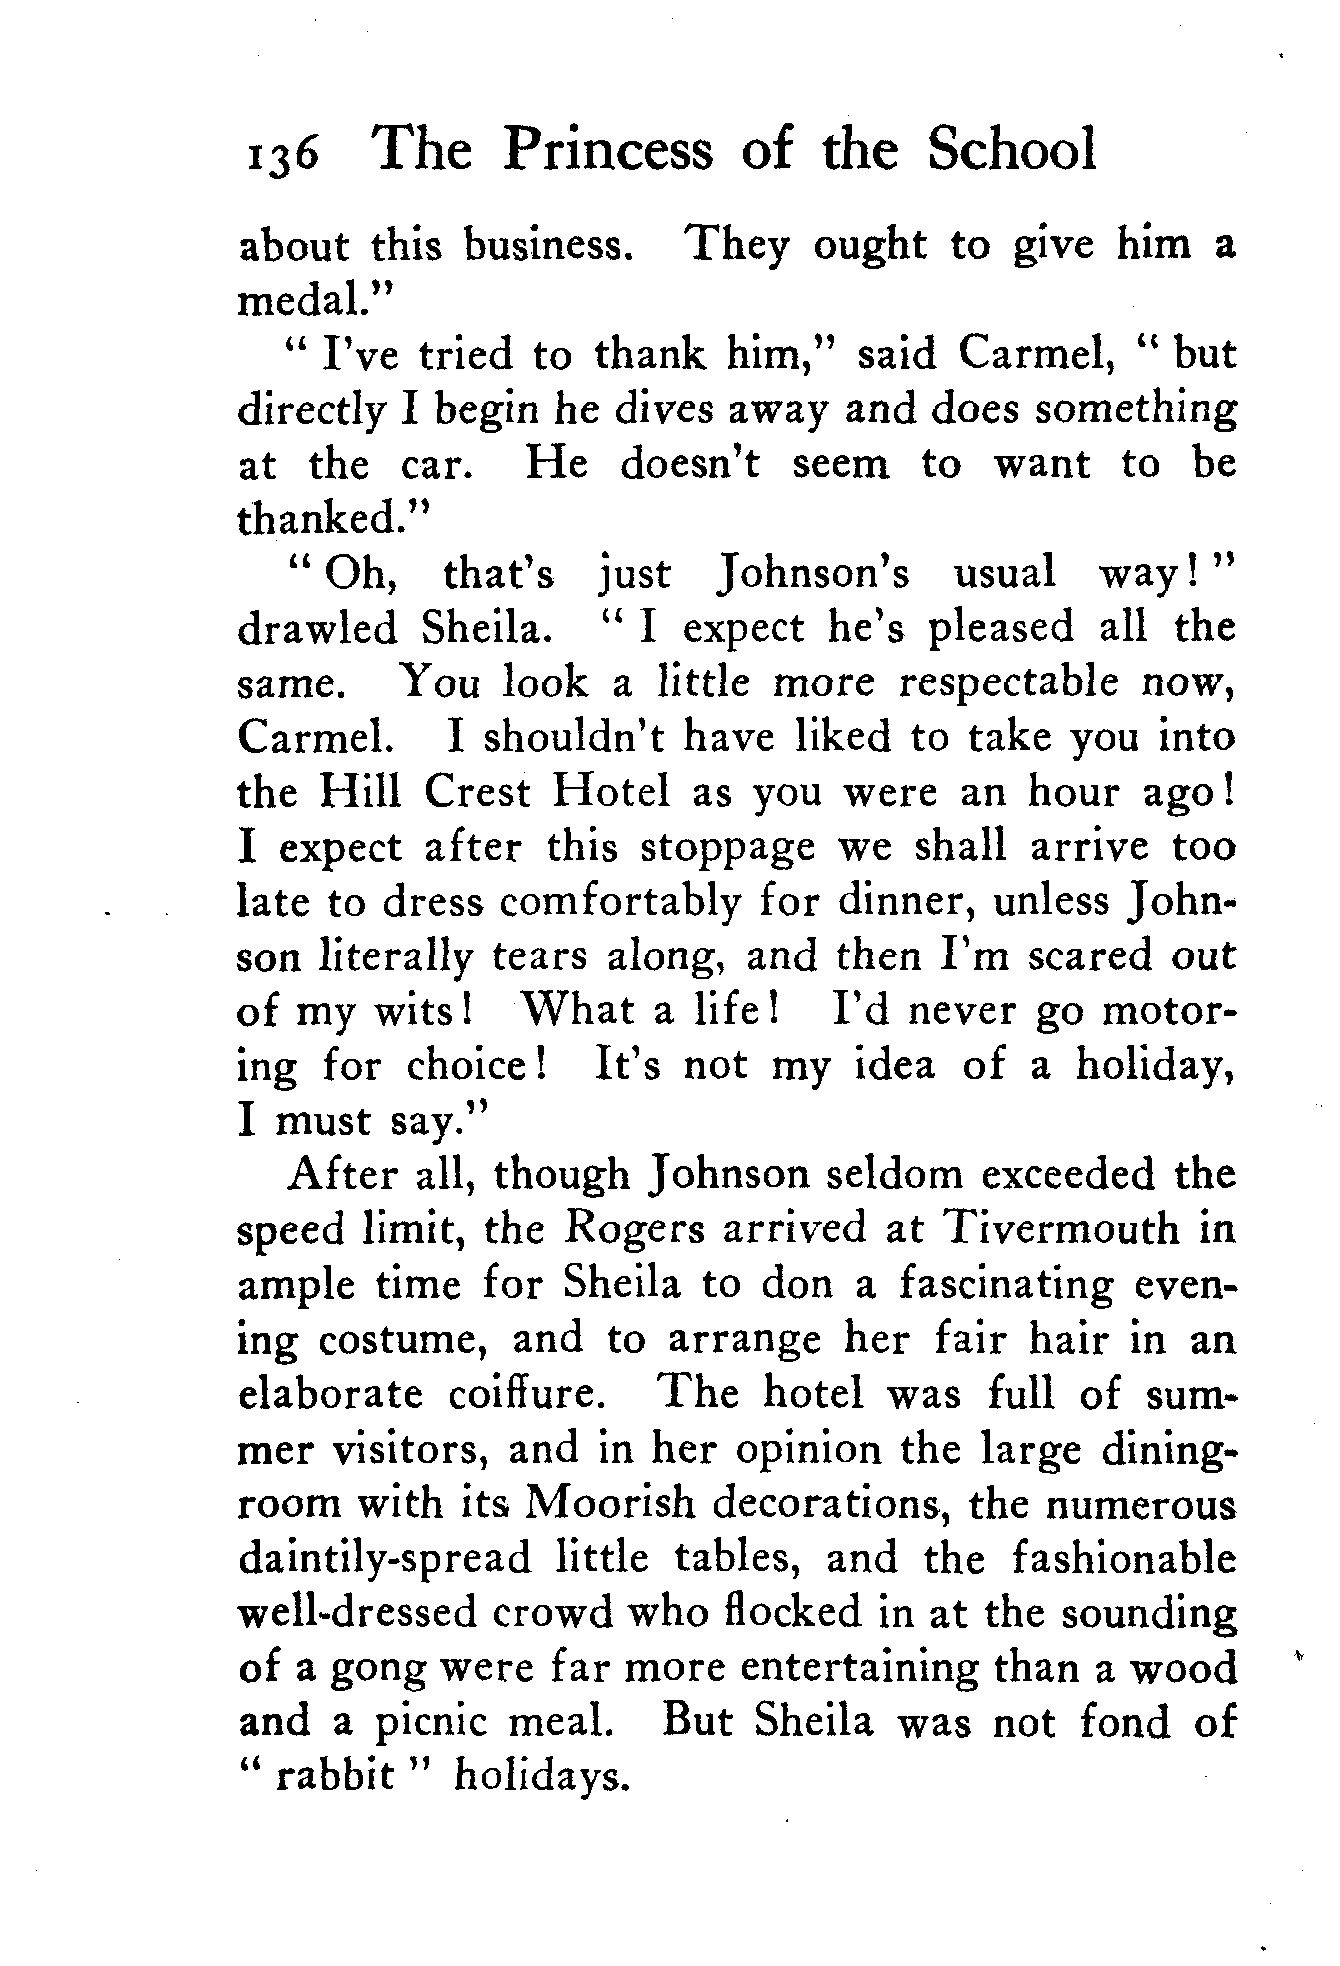 136 The Princess of the School
about this business. They ought to give him a
medal."
" I've tried to thank him," said Carmel, " but
directly I begin he dives away and does something
at the car. He doesn't seem to want to be
thanked."
" Oh, that's just Johnson's usual way! "
drawled Sheila. " I expect he's pleased all the
same. You look a little more respectable now,
Carmel. I shouldn't have liked to take you into
the Hill Crest Hotel as you were an hour ago!
I expect after this stoppage we shall arrive too
late to dress comfortably for dinner, unless John-
son literally tears along, and then I'm scared out
of my wits! What a life! I'd never go motor-
ing for choice! It's not my idea of a holiday,
I must say."
After all, though Johnson seldom exceeded the
speed limit, the Rogers arrived at Tivermouth in
ample time for Sheila to don a fascinating even-
ing costume, and to arrange her fair hair in an
elaborate coiffure. The hotel was full of sum-
mer visitors, and in her opinion the large dining-
room with its Moorish decorations, the numerous
daintily-spread little tables, and the fashionable
well-dressed crowd who flocked in at the sounding
of a gong were far more entertaining than a wood
and a picnic meal. But Sheila was not fond of
" rabbit " holidays.